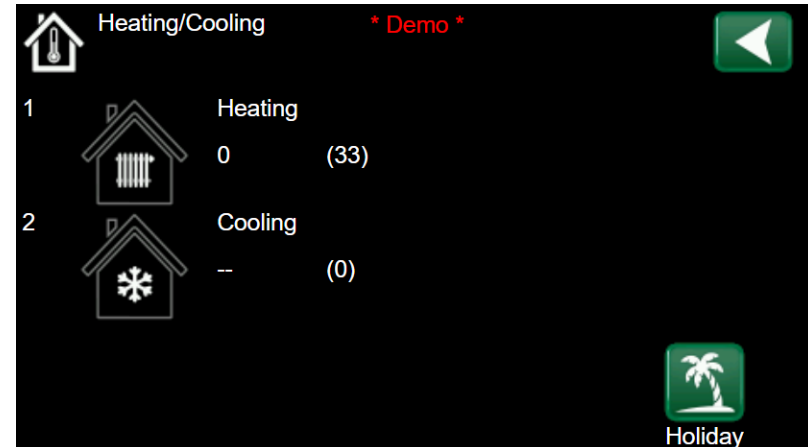 Heating/Cooling * Demo *
1 Heating
0 (33)
2 Cooling
-- (0)
Holiday